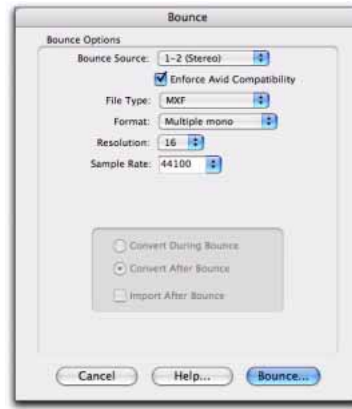 Bounce
Bounce Options
Bounce Source: 1-2 (Stereo)
Enforce Avid Compatibility
File Type: MXF
Format: Multiple mono
Resolution: 16
Sample Rate: 44100
Convert During Bounce
Convert After Bounce
Import After Bounce
Cancel Help... Bounce...